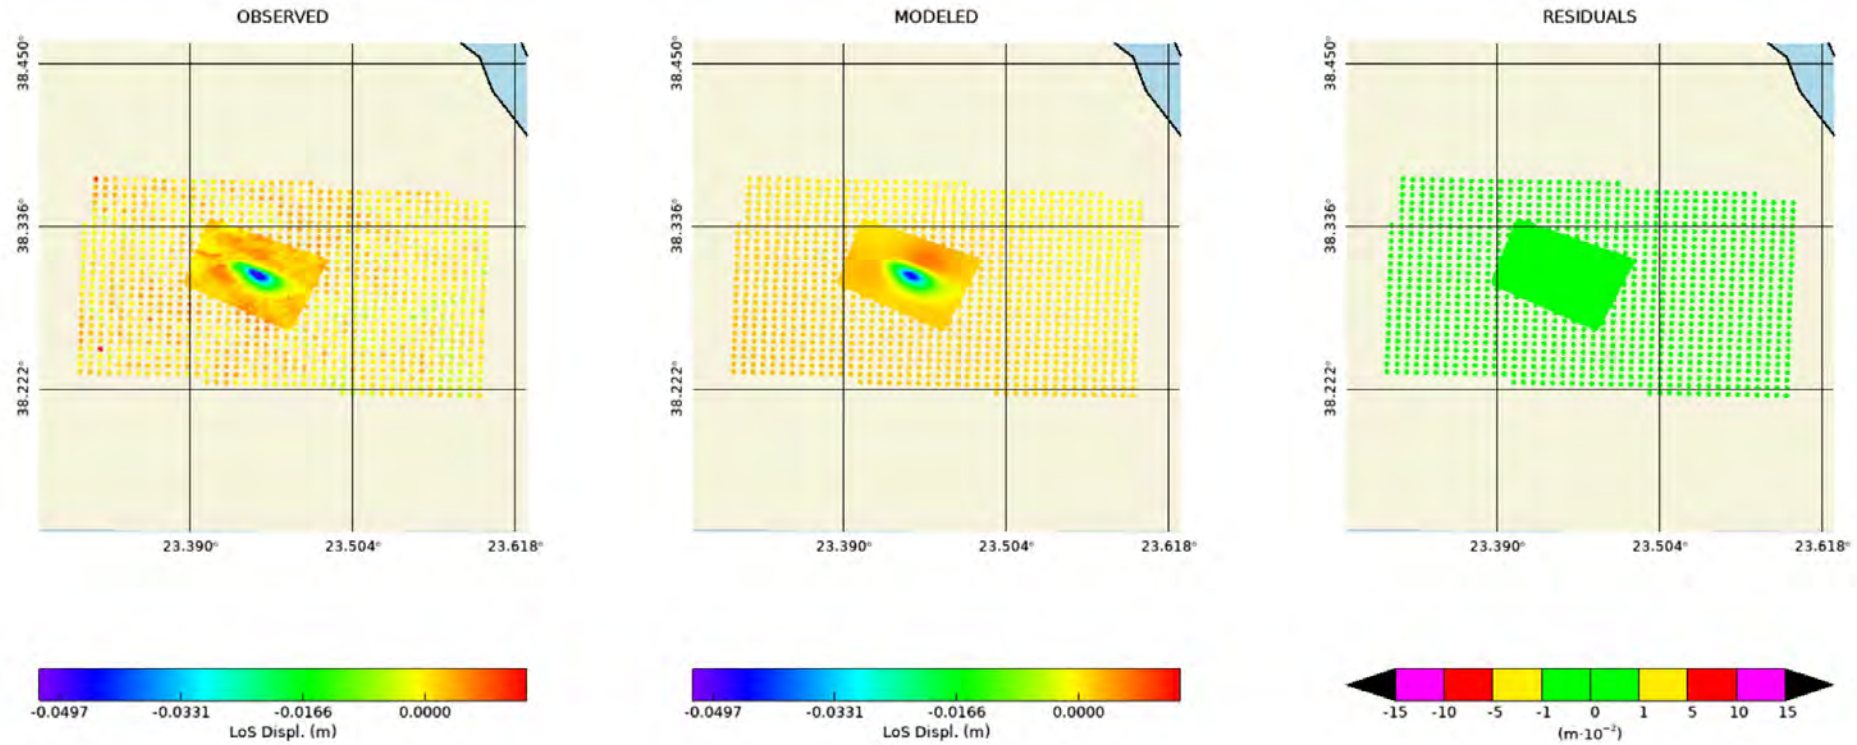 OBSERVED
MODELED
RESIDUALS
38.450°
38.336°
38.222°
23.390°
23.504°
23.618°
38.450°
38.336°
38.222°
23.390°
23.504°
23.618°
38.450°
38.336°
38.222°
23.390°
23.504°
23.618°
-0.0497 -0.0331 -0.0166 0.0000
LoS Displ. (m)
-0.0497 -0.0331 -0.0166 0.0000
LoS Displ. (m)
-15 -10 -5 -1 0 1 5 10 15
(m·10⁻²)